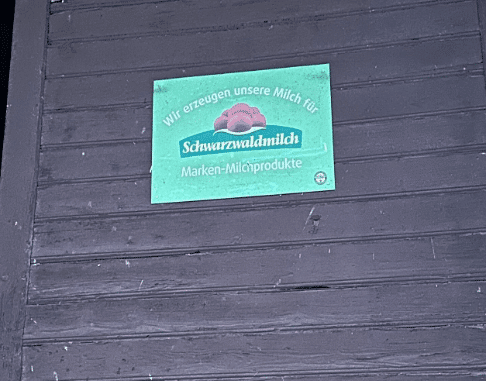 Wir erzeugen unsere Milch für
Schwarzwaldmilch
Marken-Milchprodukte